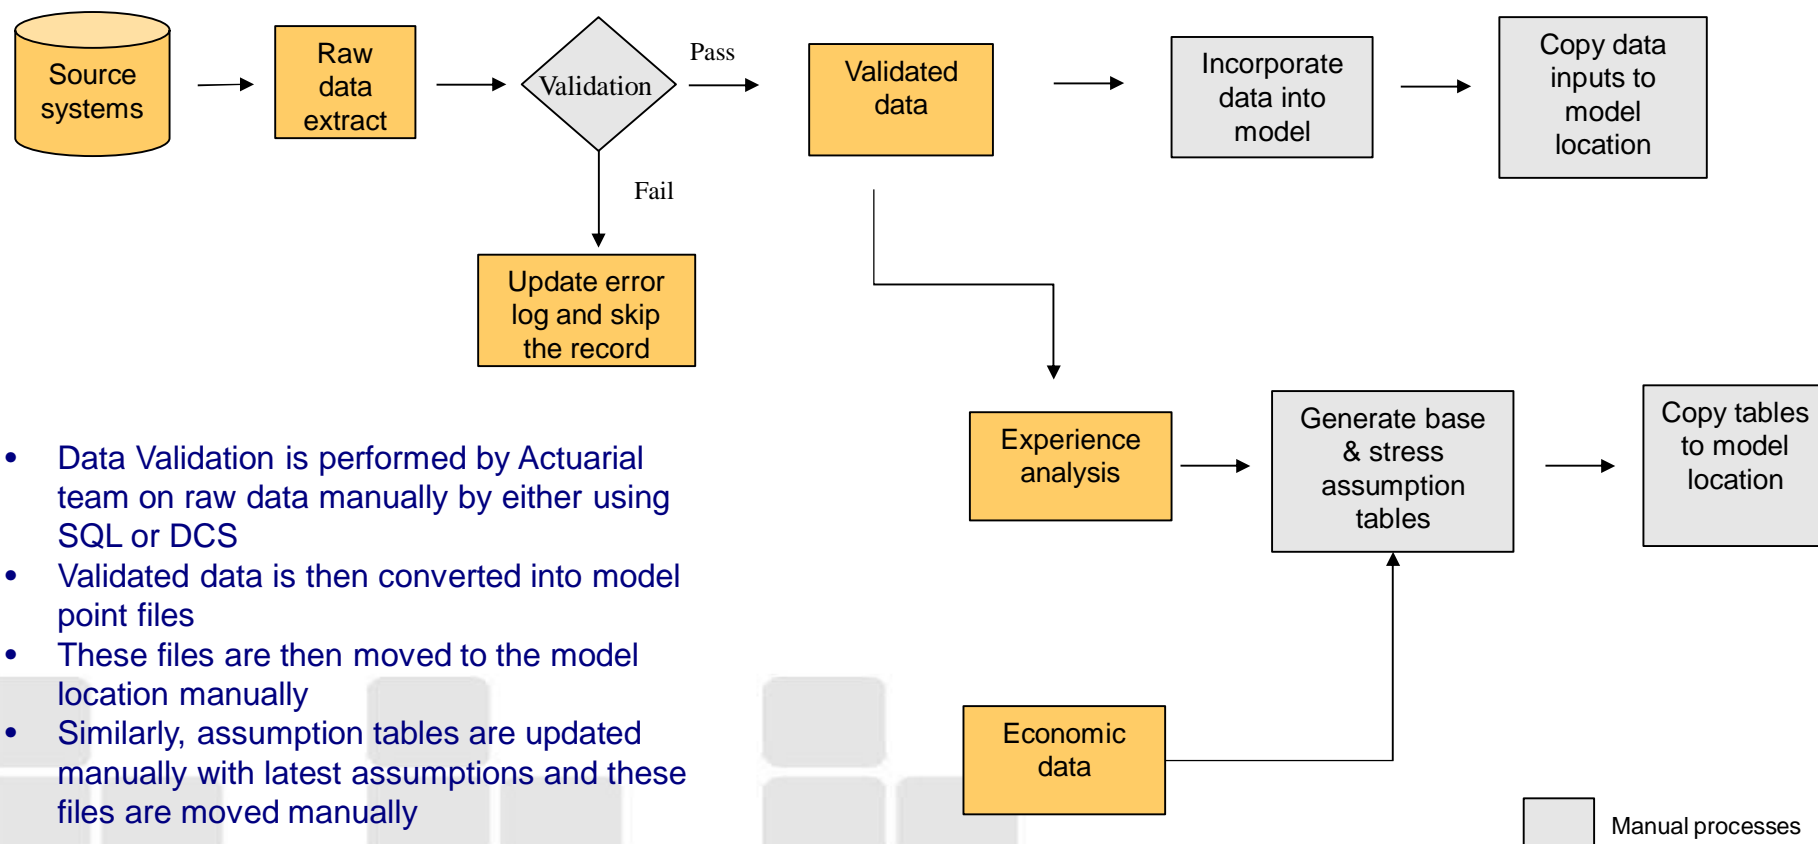 Source
systems
Raw
data
extract
Validation
Pass
Fail
Update error
log and skip
the record
Validated
data
Incorporate
data into
model
Copy data
inputs to
model
location
Experience
analysis
Generate base
& stress
assumption
tables
Copy tables
to model
location
Economic
data
• Data Validation is performed by Actuarial
team on raw data manually by either using
SQL or DCS
• Validated data is then converted into model
point files
• These files are then moved to the model
location manually
• Similarly, assumption tables are updated
manually with latest assumptions and these
files are moved manually
Manual processes